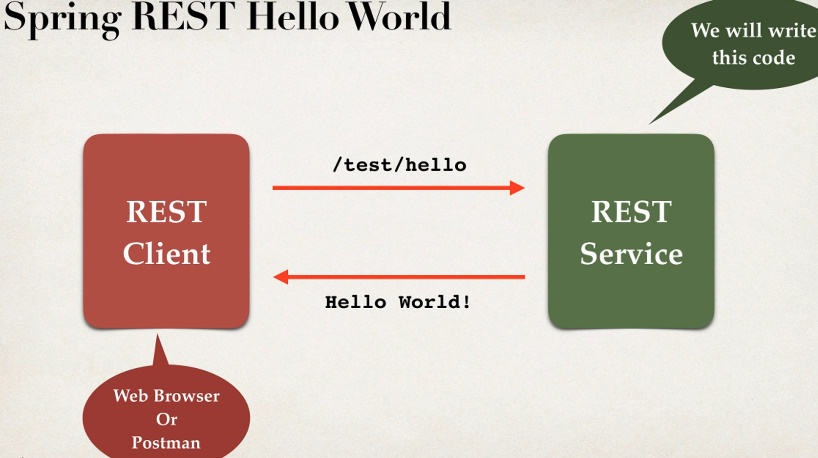 Spring REST Hello World
We will write
this code
/test/hello
REST
Client
REST
Service
Hello World!
Web Browser
Or
Postman